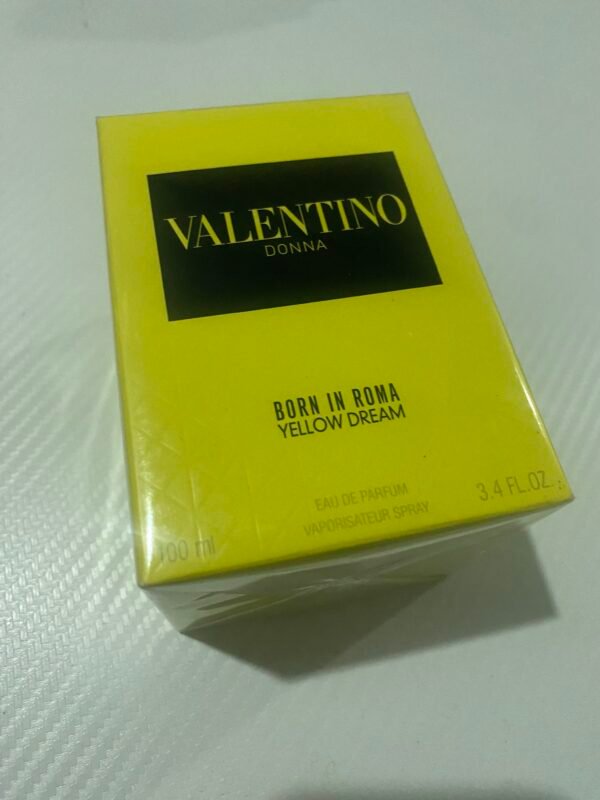 VALENTINO
DONNA
BORN IN ROMA
YELLOW DREAM
EAU DE PARFUM
VAPORISATEUR SPRAY
100 ml
3.4 FL.OZ.